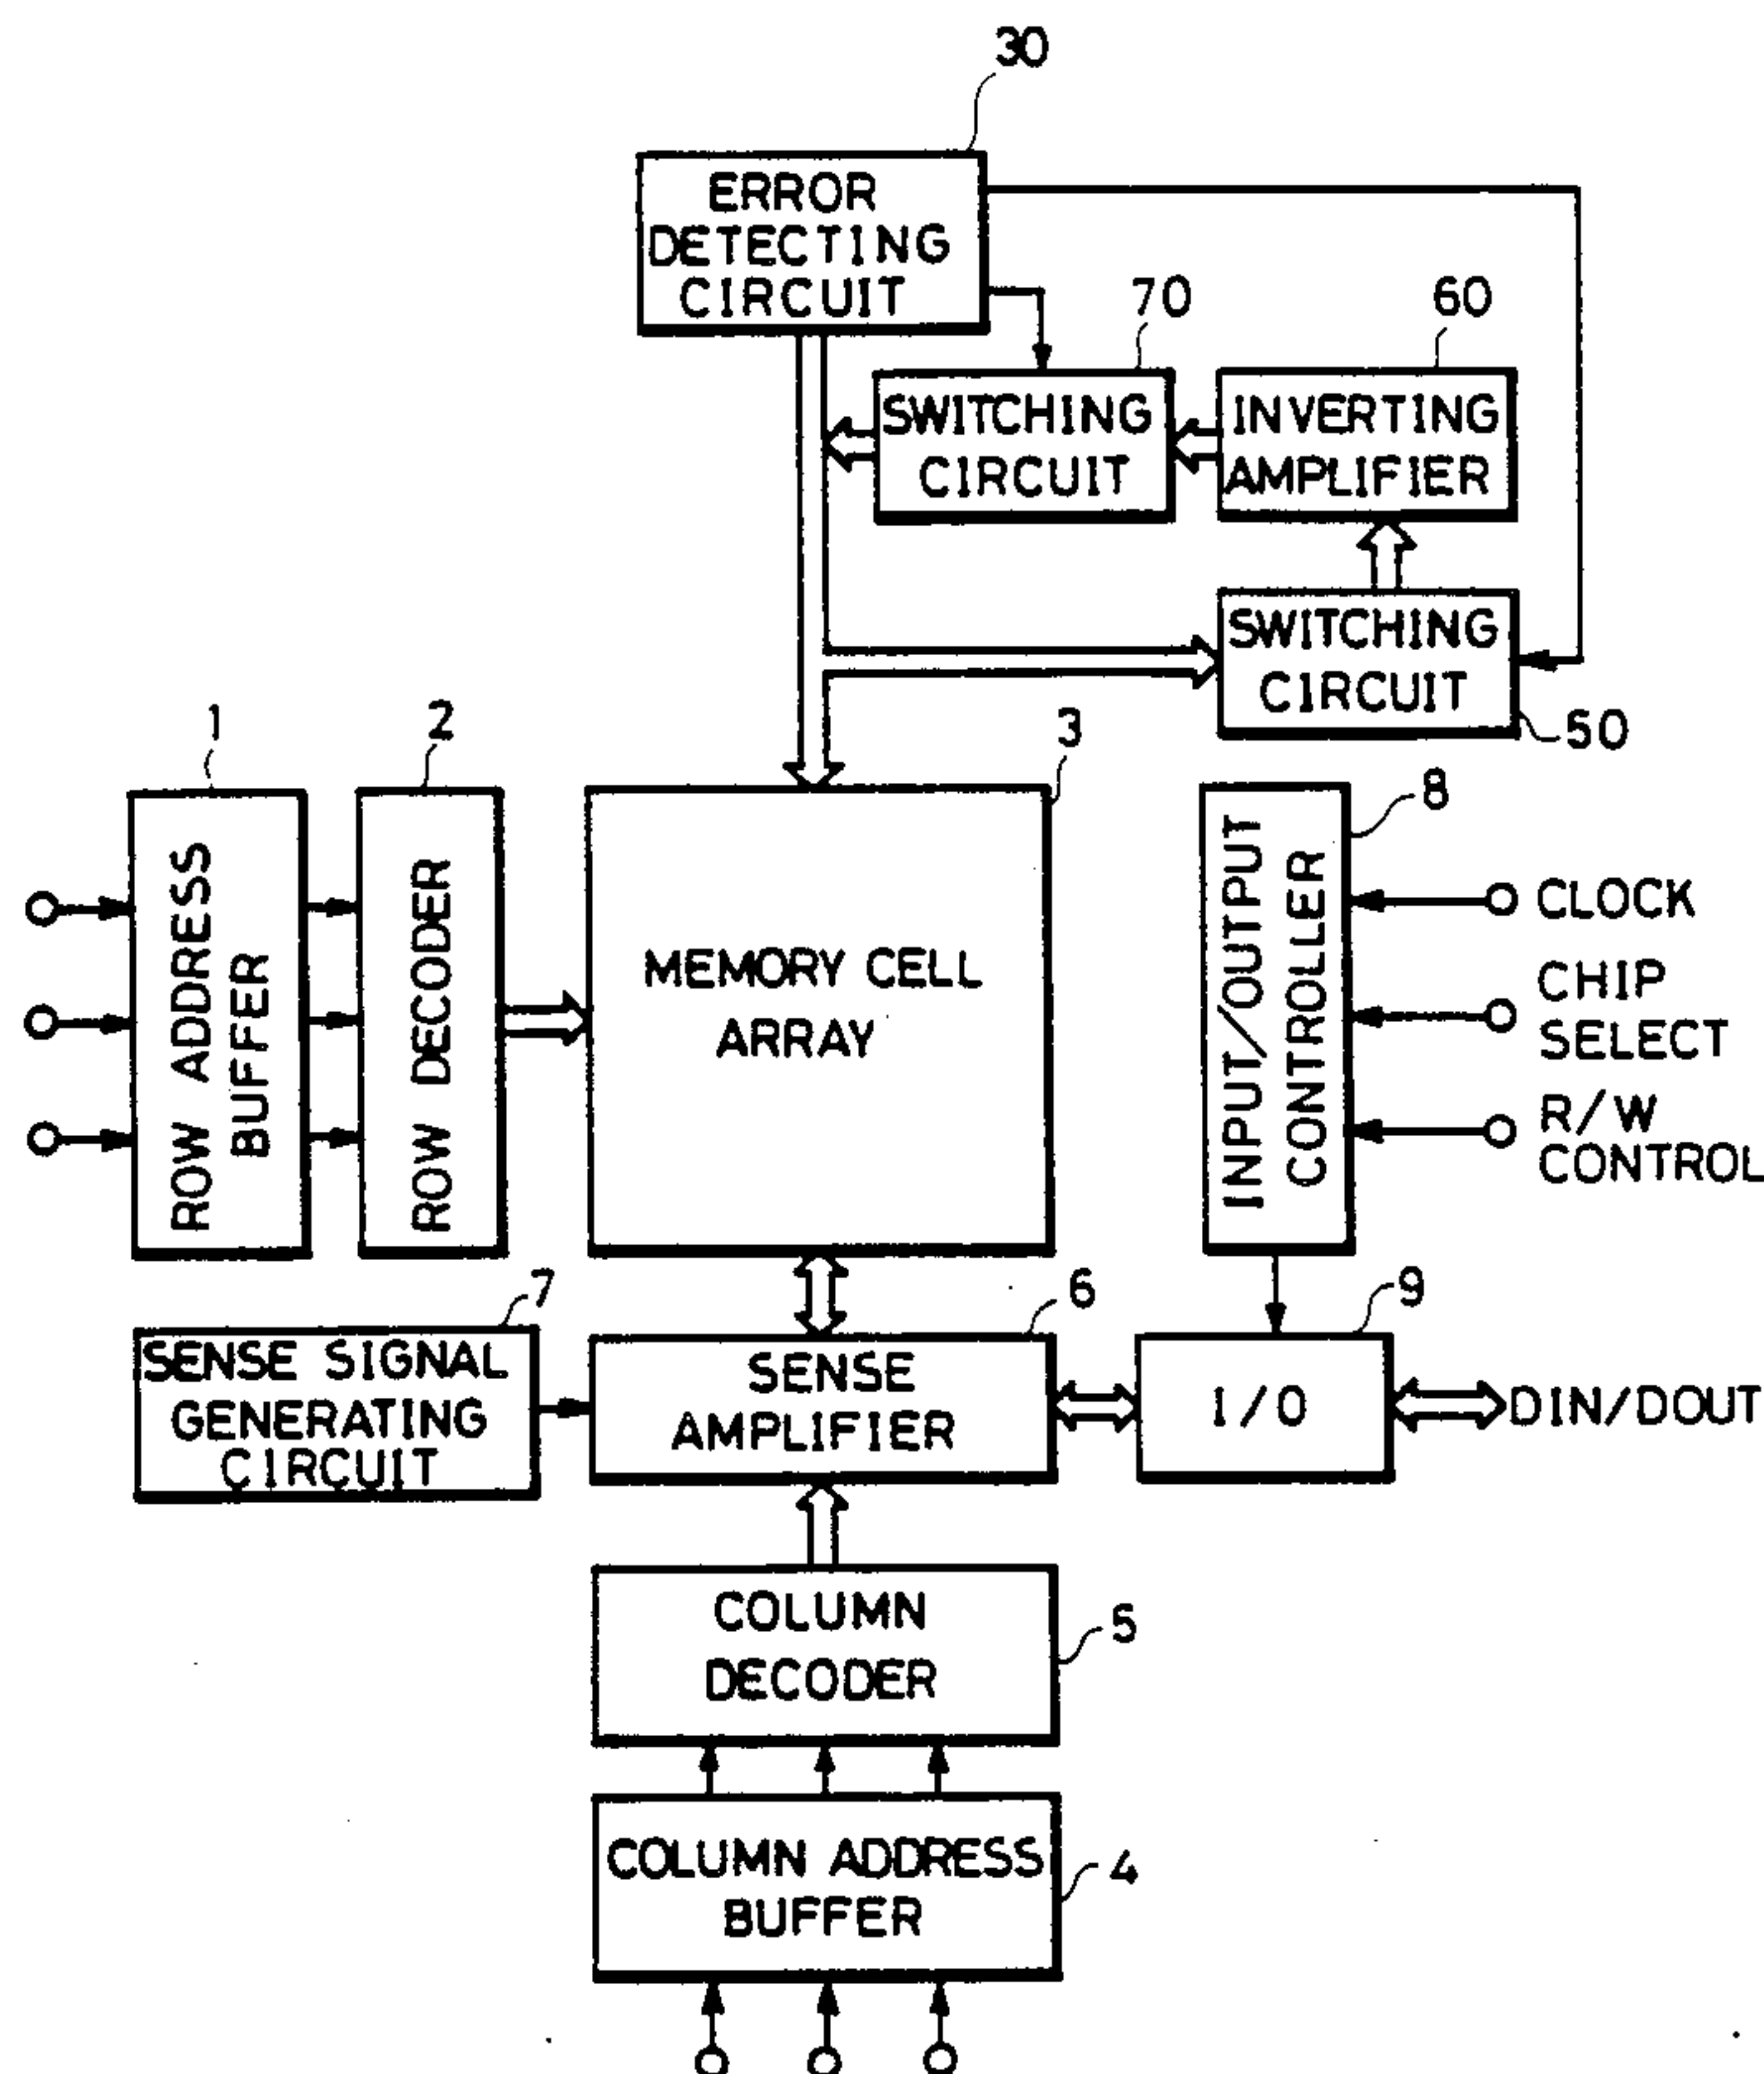 30
ERROR
DETECTING
CIRCUIT
70
60
SWITCHING
CIRCUIT
INVERTING
AMPLIFIER
SWITCHING
CIRCUIT
50
1
2
3
8
ROW ADDRESS
BUFFER
ROW DECODER
MEMORY CELL
ARRAY
INPUT/OUTPUT
CONTROLLER
CLOCK
CHIP
SELECT
R/W
CONTROL
7
6
9
SENSE SIGNAL
GENERATING
CIRCUIT
SENSE
AMPLIFIER
I/O
DIN/DOUT
COLUMN
DECODER
5
COLUMN ADDRESS
BUFFER
4